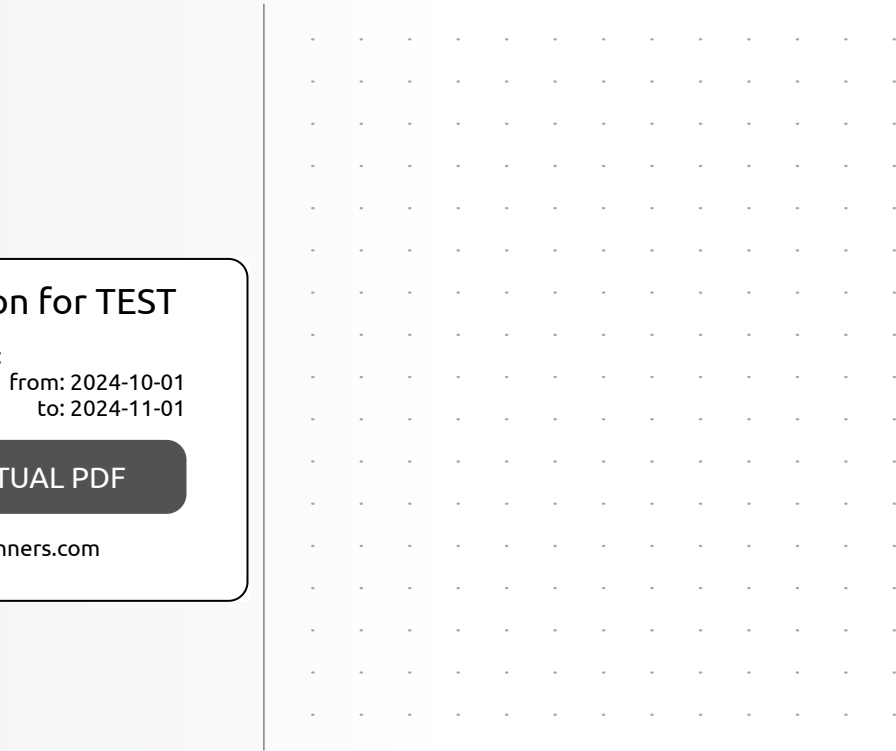 on for TEST
:
from: 2024-10-01
to: 2024-11-01
TUAL PDF
nners.com